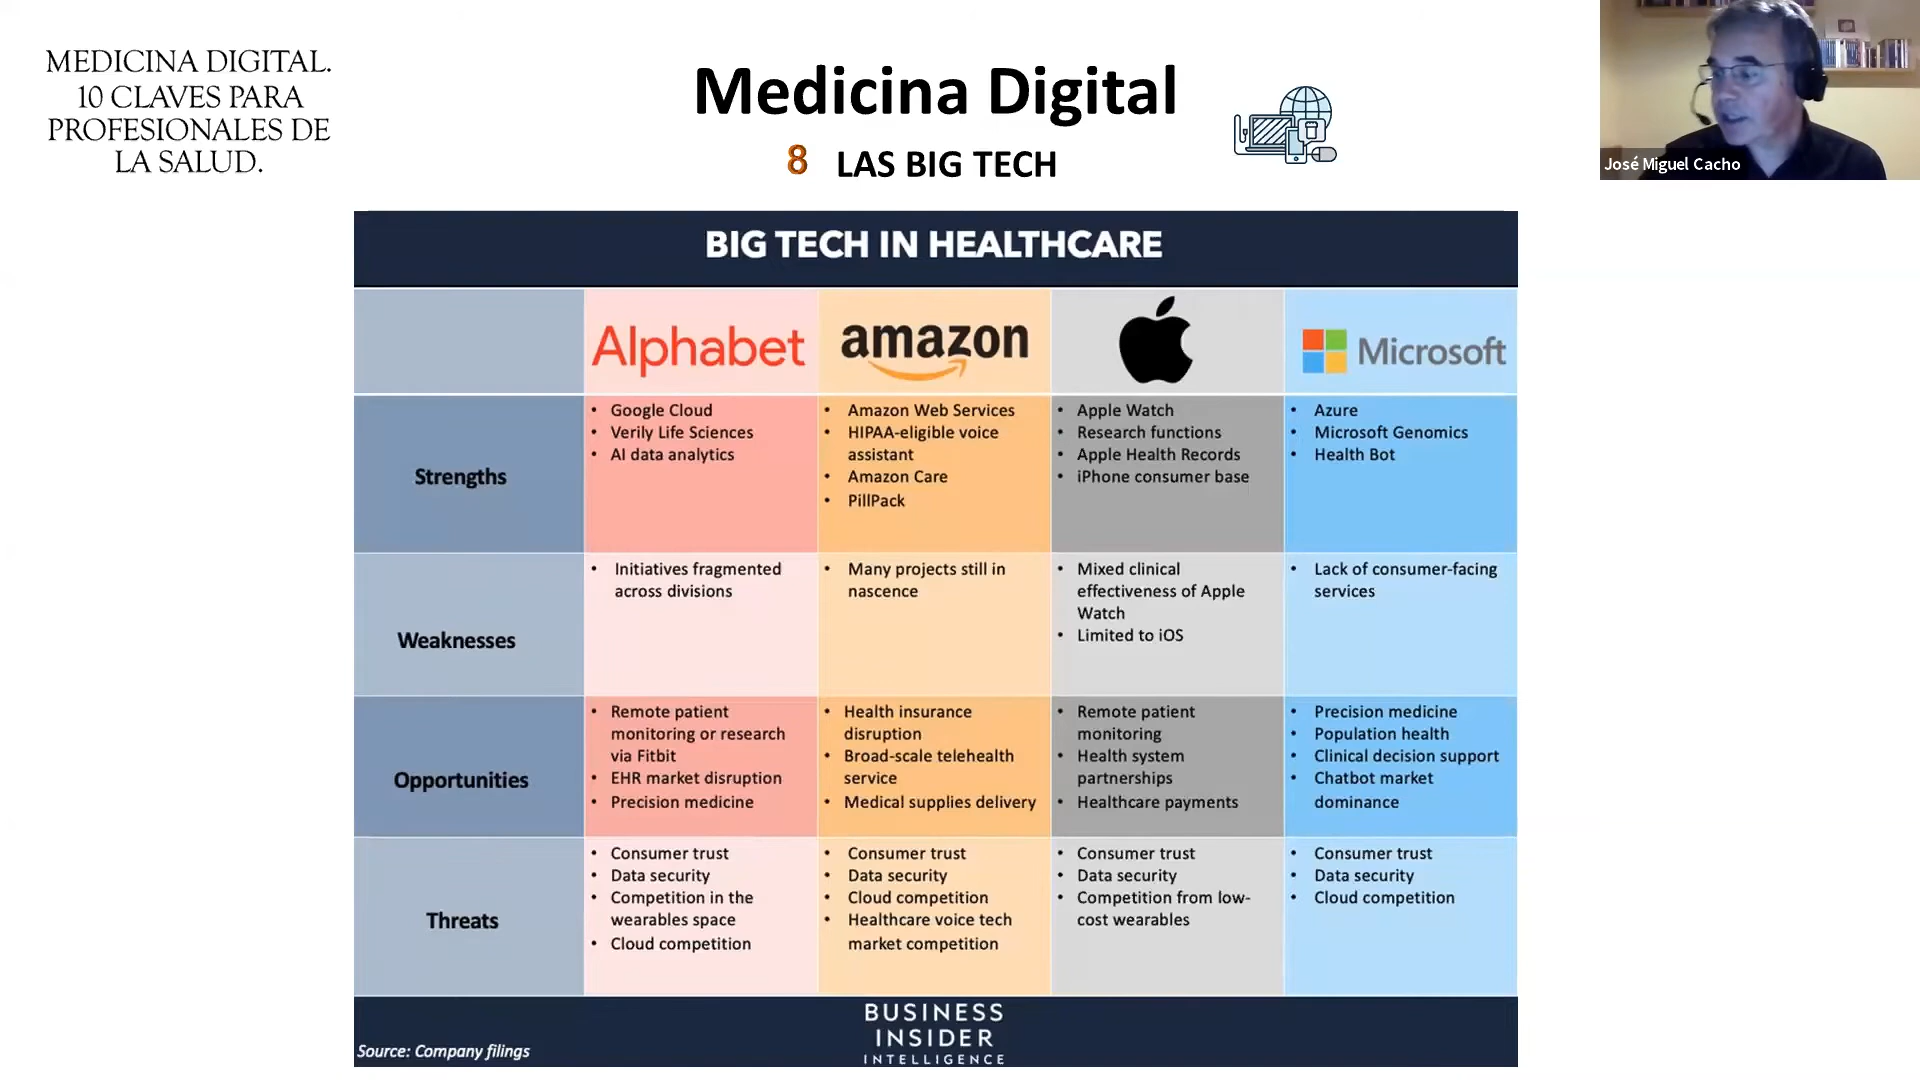 MEDICINA DIGITAL.
10 CLAVES PARA
PROFESIONALES DE
LA SALUD.
Medicina Digital
8 LAS BIG TECH
José Miguel Cacho
BIG TECH IN HEALTHCARE
Alphabet
amazon
Microsoft
Strengths
• Google Cloud
• Verily Life Sciences
• AI data analytics
• Amazon Web Services
• HIPAA-eligible voice
assistant
• Amazon Care
• PillPack
• Apple Watch
• Research functions
• Apple Health Records
• iPhone consumer base
• Azure
• Microsoft Genomics
• Health Bot
Weaknesses
• Initiatives fragmented
across divisions
• Many projects still in
nascence
• Mixed clinical
effectiveness of Apple
Watch
• Limited to iOS
• Lack of consumer-facing
services
Opportunities
• Remote patient
monitoring or research
via Fitbit
• EHR market disruption
• Precision medicine
• Health insurance
disruption
• Broad-scale telehealth
service
• Medical supplies delivery
• Remote patient
monitoring
• Health system
partnerships
• Healthcare payments
• Precision medicine
• Population health
• Clinical decision support
• Chatbot market
dominance
Threats
• Consumer trust
• Data security
• Competition in the
wearables space
• Cloud competition
• Consumer trust
• Data security
• Cloud competition
• Healthcare voice tech
market competition
• Consumer trust
• Data security
• Competition from low-
cost wearables
• Consumer trust
• Data security
• Cloud competition
Source: Company filings
BUSINESS
INSIDER
INTELLIGENCE